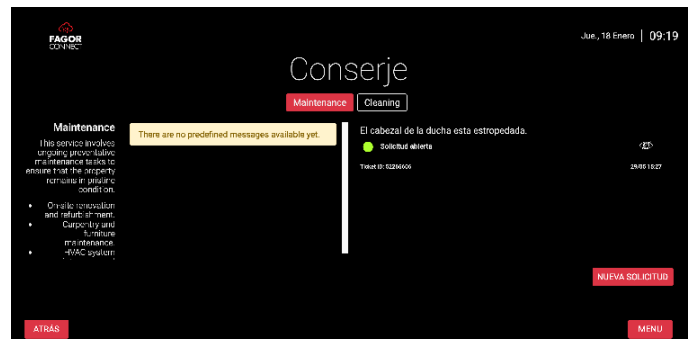 FAGOR
CONNECT
Jue., 18 Enero | 09:19
Conserje
Maintenance
Cleaning
Maintenance
This service involves
ongoing preventative
maintenance tasks to
ensure that the property
remains in pristine
condition.
• On-site renovation
and refurbishment.
• Carpentry and
furniture
maintenance.
• HVAC system
There are no predefined messages available yet.
El cabezal de la ducha esta estropedada.
Solicitud abierta
Ticket ID: 52266606
29/05 15:27
NUEVA SOLICITUD
ATRÁS
MENU